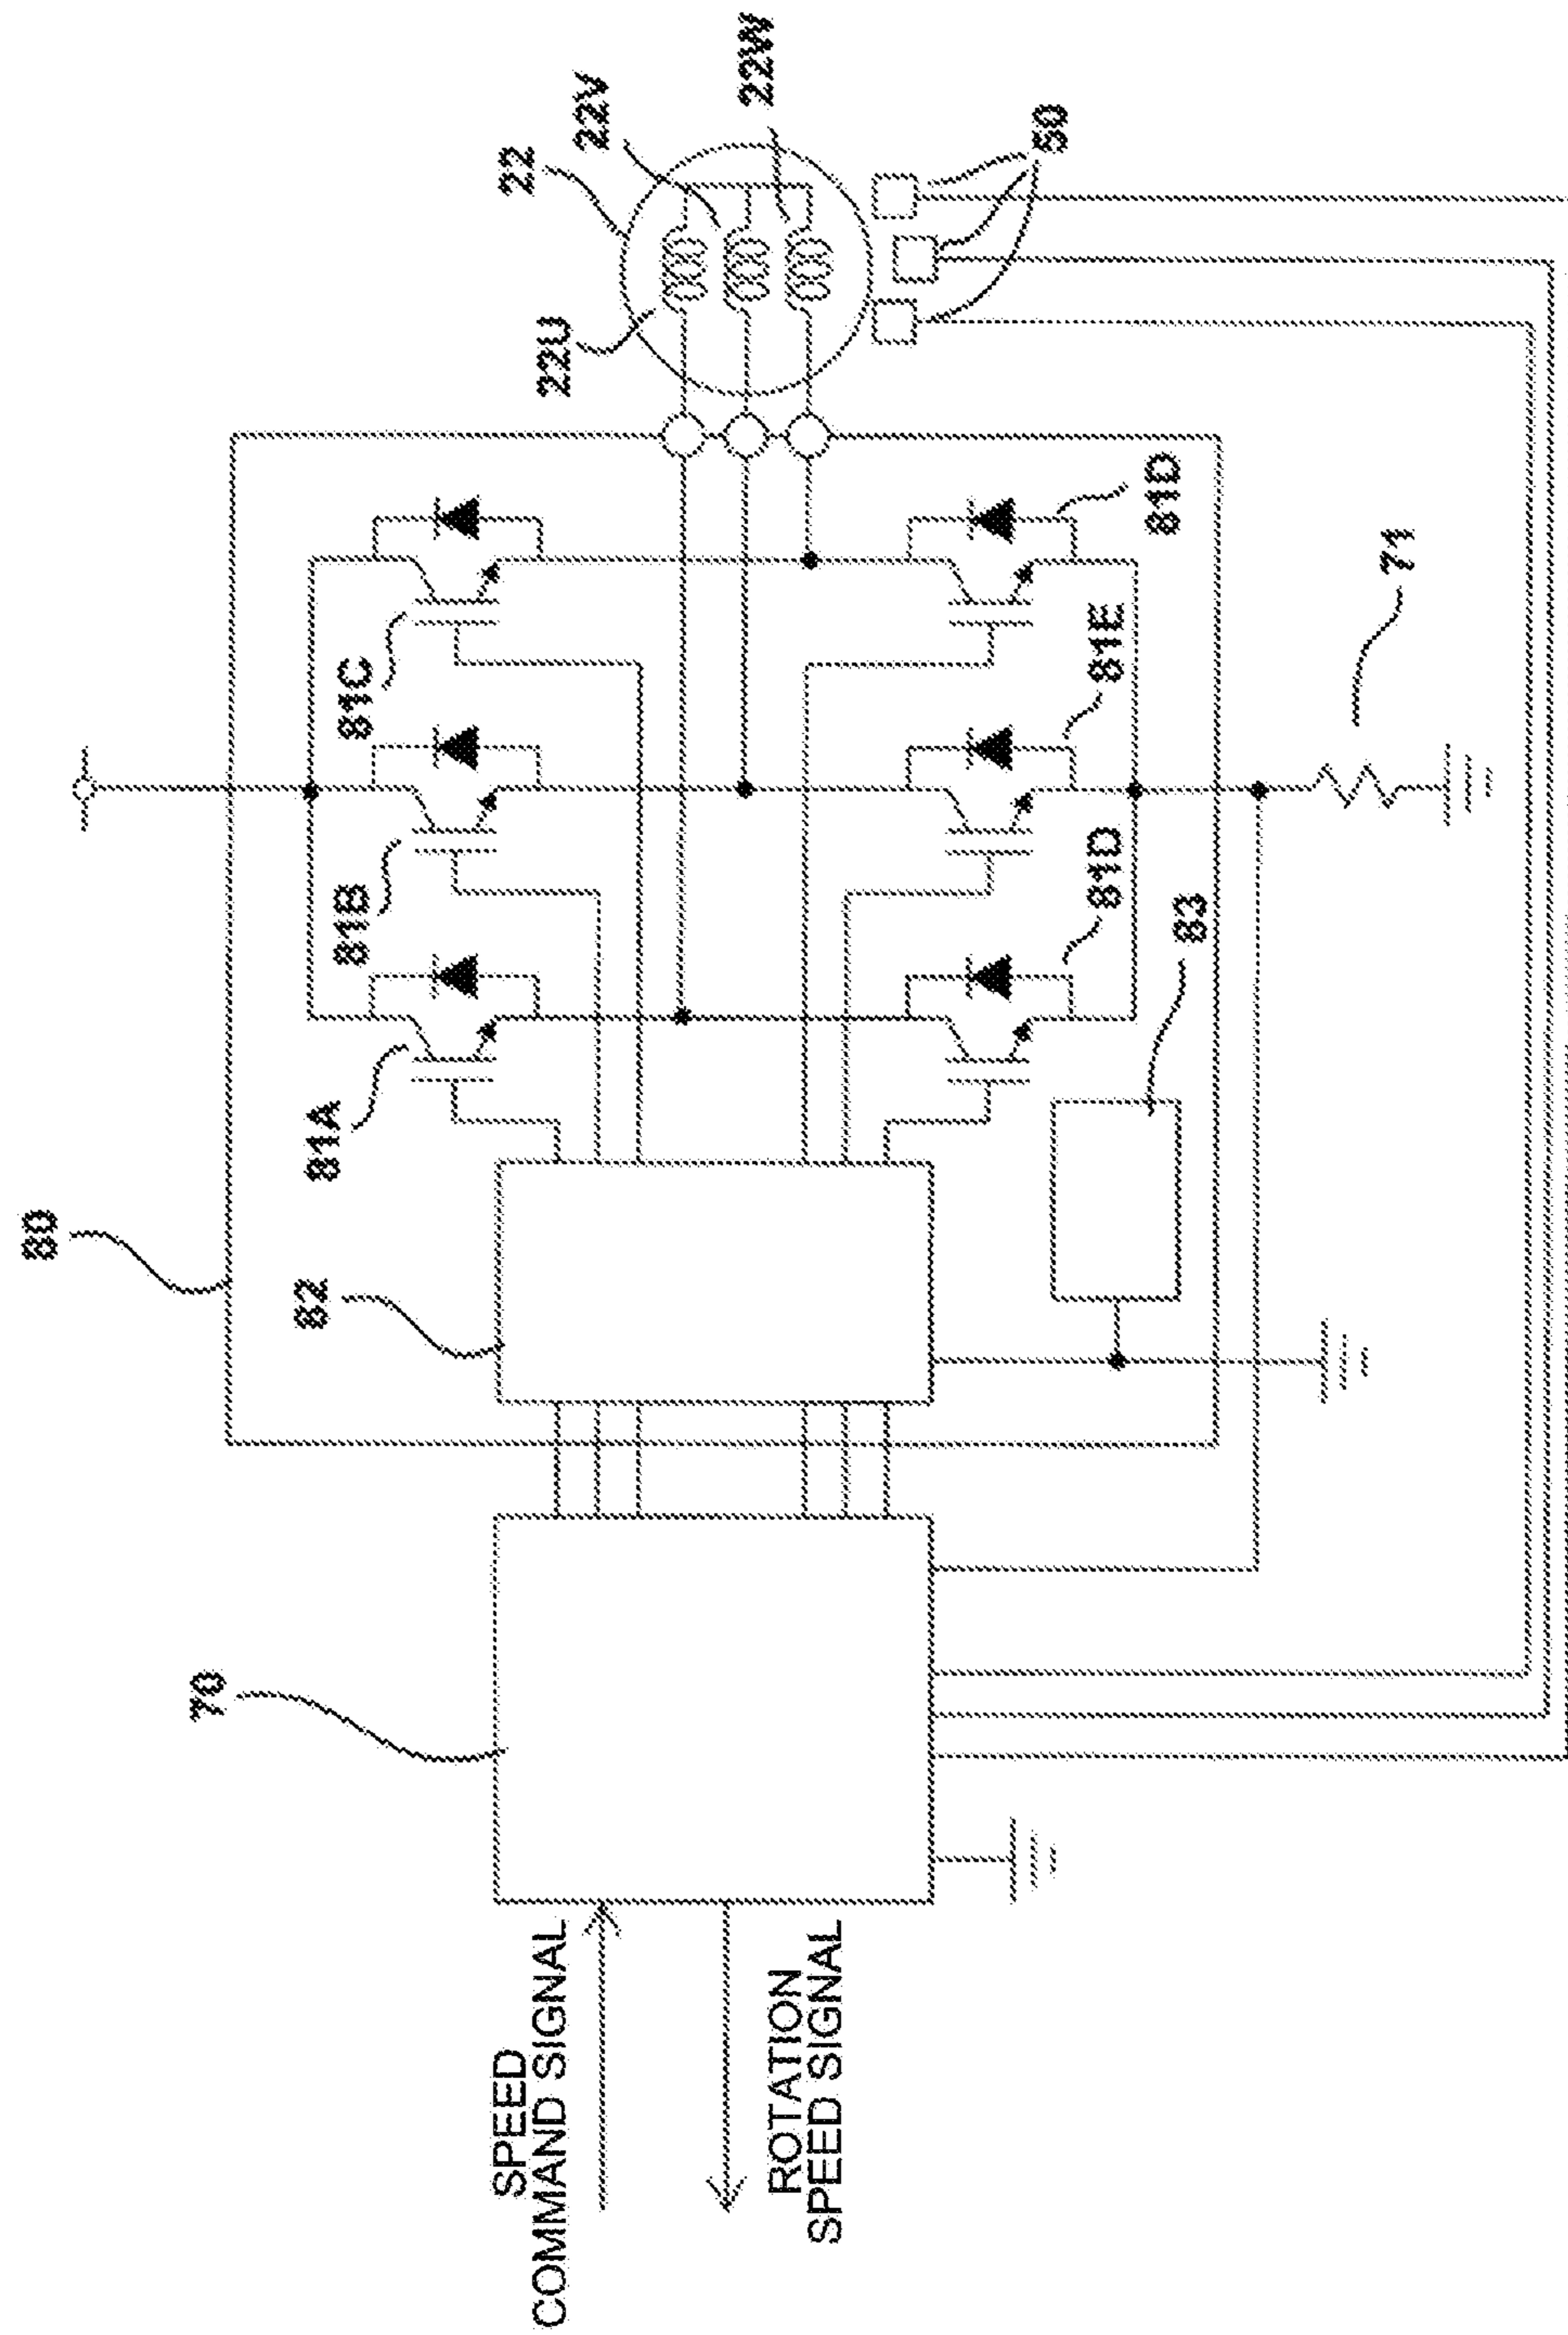 80
22
22V
22W
22U
81A
81B
81C
82
70
SPEED
COMMAND SIGNAL
ROTATION
SPEED SIGNAL
81D
81E
81D
83
71
50